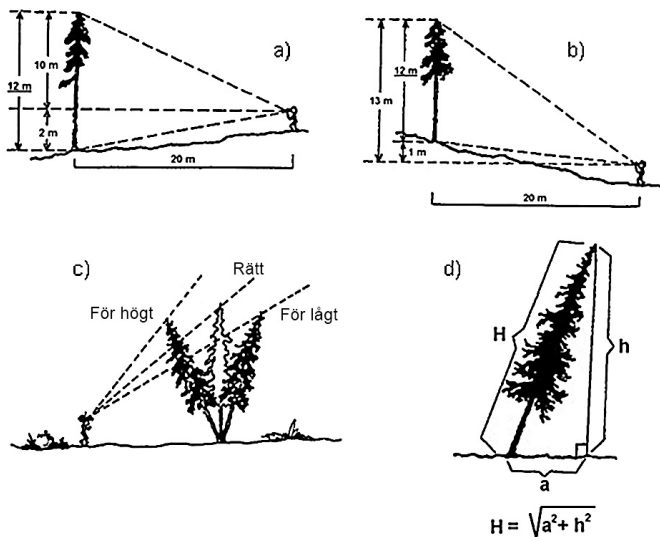 a)
10 m
12 m
2 m
20 m
b)
12 m
13 m
1 m
20 m
c)
Rätt
För högt
För lågt
d)
H
h
a
H = √a² + h²